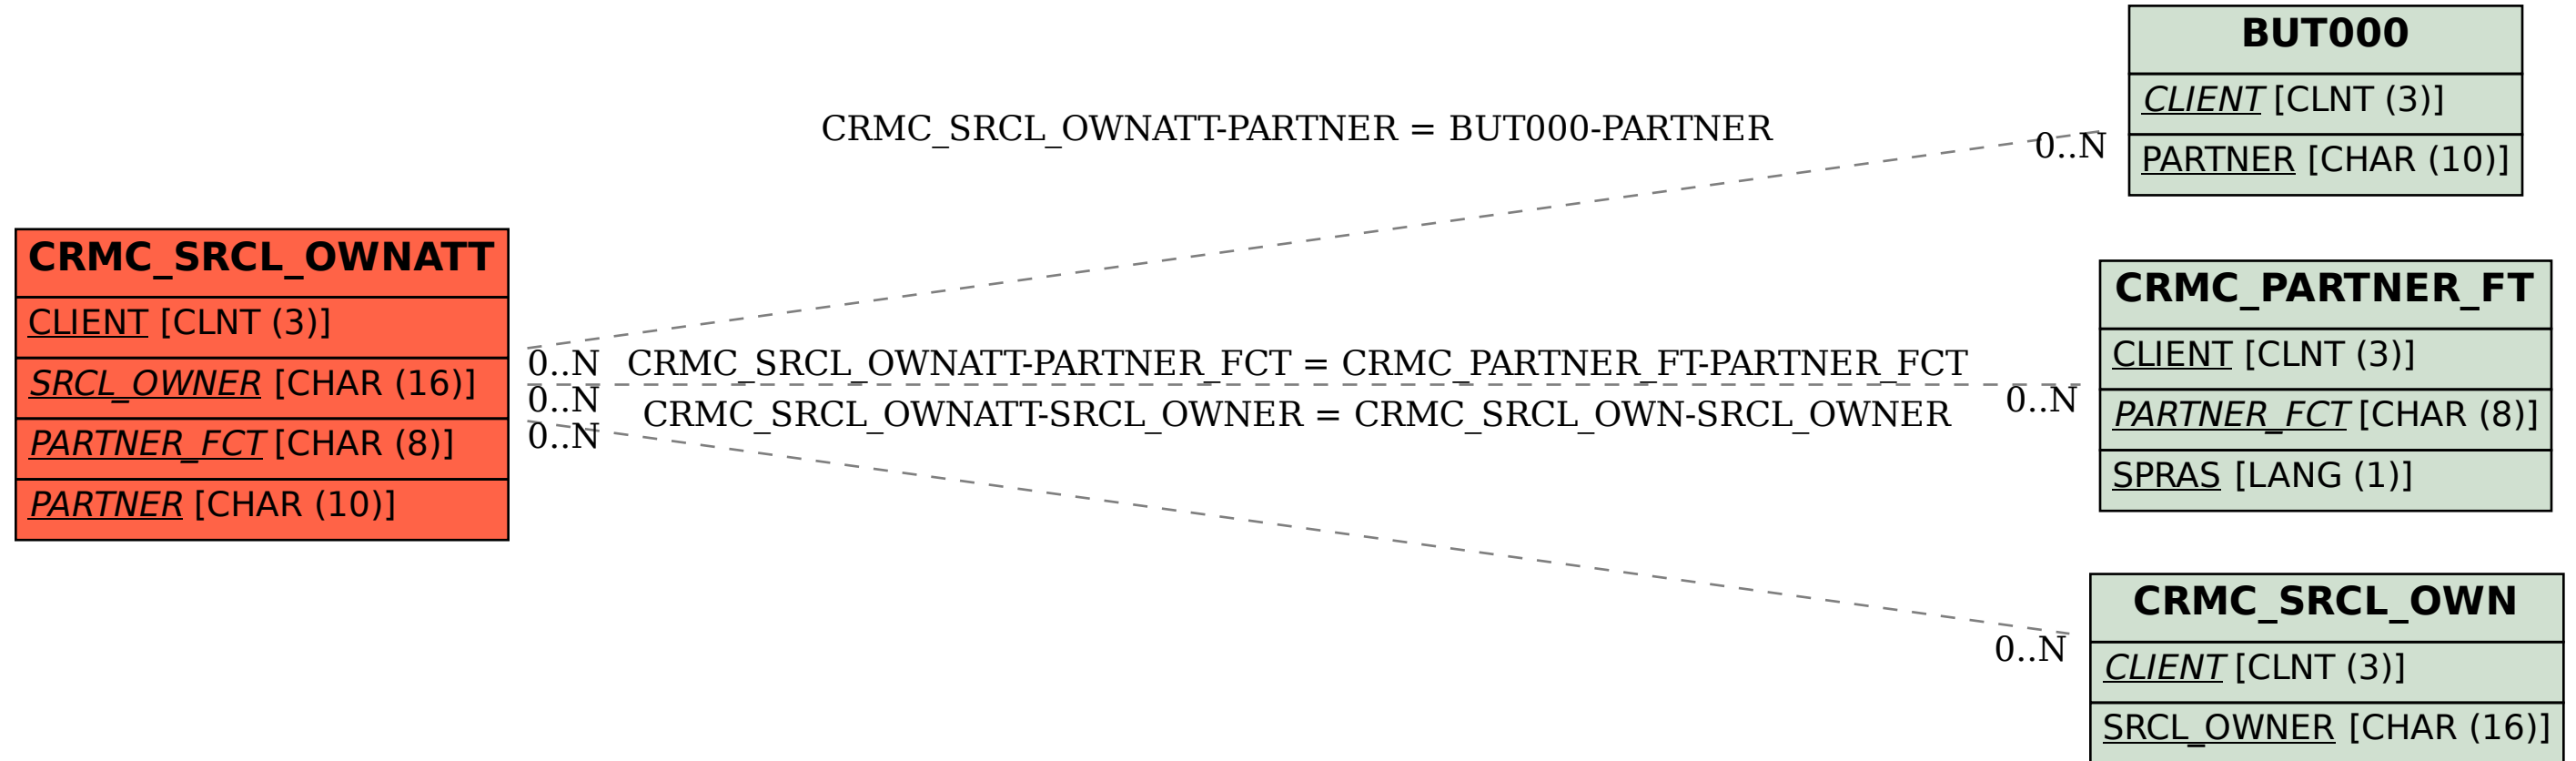 BUT000
CLIENT [CLNT (3)]
PARTNER [CHAR (10)]
CRMC_SRCL_OWNATT-PARTNER = BUT000-PARTNER
0..N
CRMC_SRCL_OWNATT
CLIENT [CLNT (3)]
SRCL_OWNER [CHAR (16)]
PARTNER_FCT [CHAR (8)]
PARTNER [CHAR (10)]
0..N
CRMC_SRCL_OWNATT-PARTNER_FCT = CRMC_PARTNER_FT-PARTNER_FCT
0..N
0..N
CRMC_SRCL_OWNATT-SRCL_OWNER = CRMC_SRCL_OWN-SRCL_OWNER
0..N
CRMC_PARTNER_FT
CLIENT [CLNT (3)]
PARTNER_FCT [CHAR (8)]
SPRAS [LANG (1)]
0..N
CRMC_SRCL_OWN
CLIENT [CLNT (3)]
SRCL_OWNER [CHAR (16)]